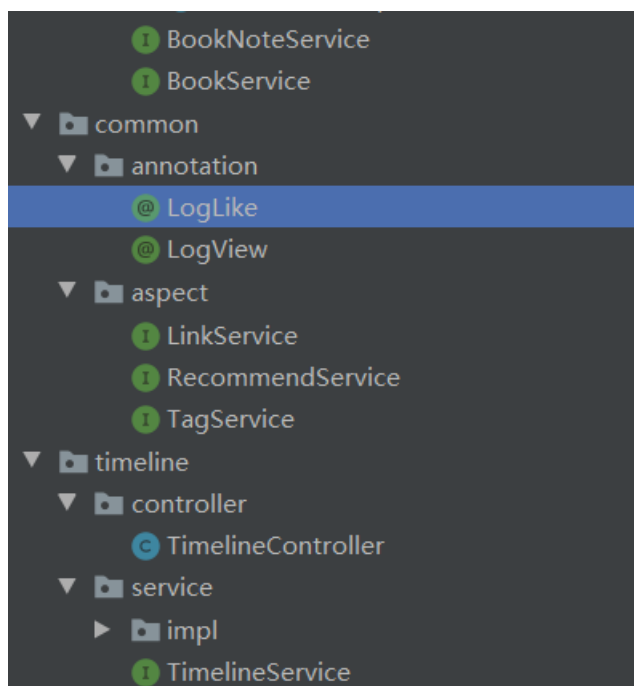 BookNoteService
BookService
common
annotation
LogLike
LogView
aspect
LinkService
RecommendService
TagService
timeline
controller
TimelineController
service
impl
TimelineService